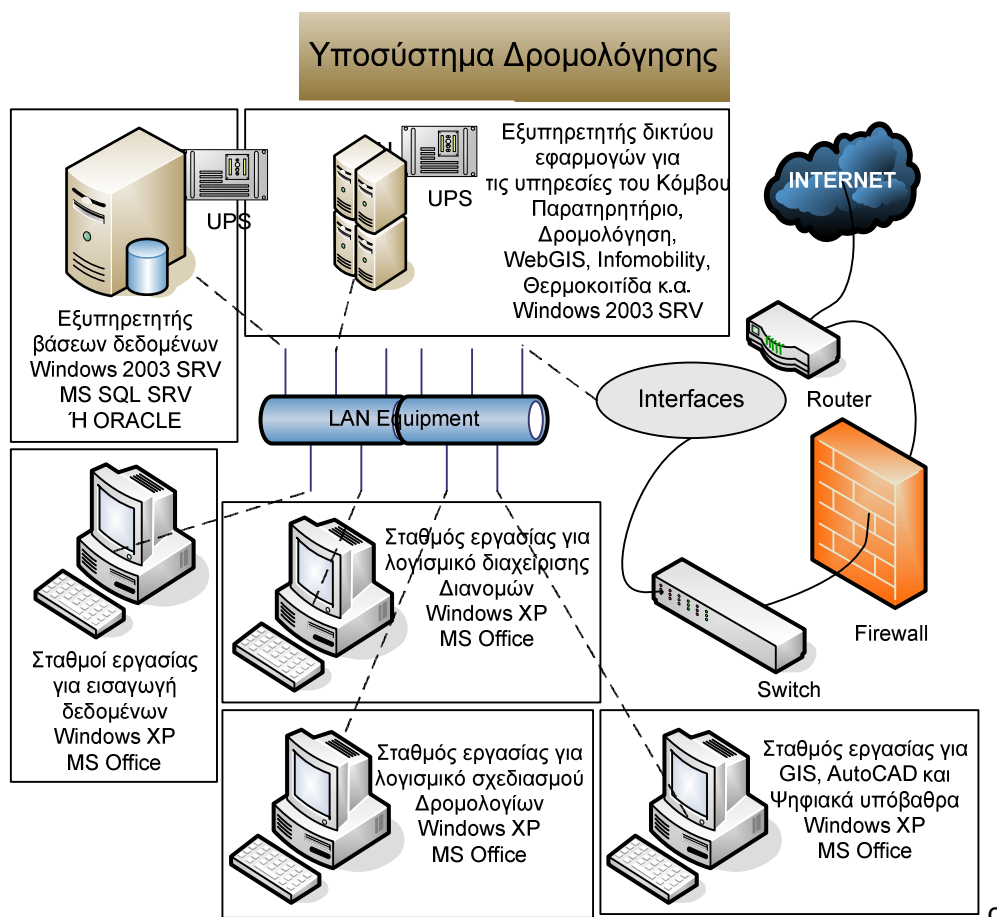 Υποσύστημα Δρομολόγησης
UPS
Εξυπηρετητής
βάσεων δεδομένων
Windows 2003 SRV
MS SQL SRV
Ή ORACLE
UPS
Εξυπηρετητής δικτύου
εφαρμογών για
τις υπηρεσίες του Κόμβου
Παρατηρητήριο,
Δρομολόγηση,
WebGIS, Infomobility,
Θερμοκοιτίδα κ.α.
Windows 2003 SRV
INTERNET
Router
Interfaces
LAN Equipment
Firewall
Switch
Σταθμοί εργασίας
για εισαγωγή
δεδομένων
Windows XP
MS Office
Σταθμός εργασίας για
λογισμικό διαχείρισης
Διανομών
Windows XP
MS Office
Σταθμός εργασίας για
λογισμικό σχεδιασμού
Δρομολογίων
Windows XP
MS Office
Σταθμός εργασίας για
GIS, AutoCAD και
Ψηφιακά υπόβαθρα
Windows XP
MS Office